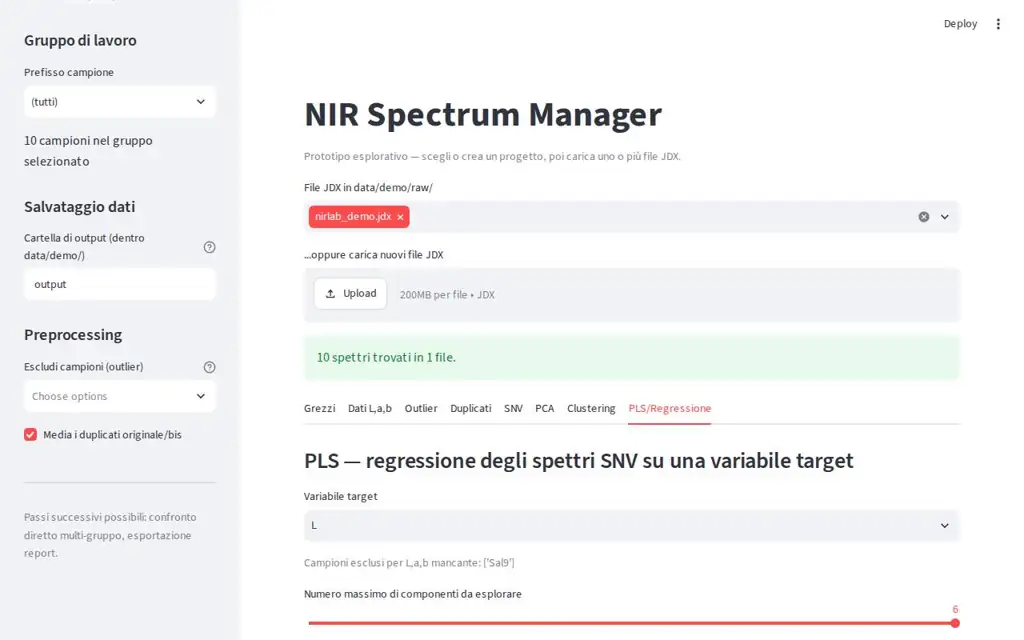 Deploy
Gruppo di lavoro
Prefisso campione
(tutti)
10 campioni nel gruppo
selezionato
Salvataggio dati
Cartella di output (dentro
data/demo/)
output
Preprocessing
Escludi campioni (outlier)
Choose options
Media i duplicati originale/bis
Passi successivi possibili: confronto
diretto multi-gruppo, esportazione
report.
NIR Spectrum Manager
Prototipo esplorativo — scegli o crea un progetto, poi carica uno o più file JDX.
File JDX in data/demo/raw/
nirlab_demo.jdx
...oppure carica nuovi file JDX
Upload
200MB per file • JDX
10 spettri trovati in 1 file.
Grezzi Dati L,a,b Outlier Duplicati SNV PCA Clustering PLS/Regressione
PLS — regressione degli spettri SNV su una variabile target
Variabile target
L
Campioni esclusi per L,a,b mancante: ['Sal9']
Numero massimo di componenti da esplorare
6